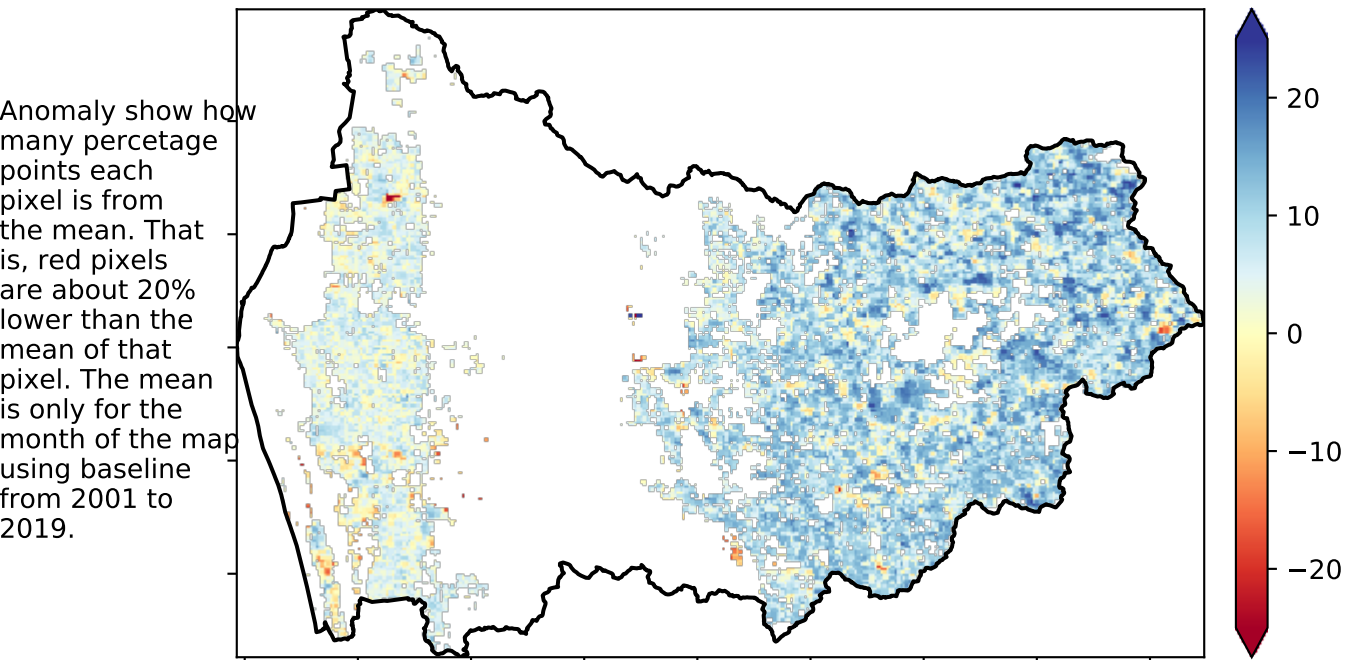 Anomaly show how
many percetage
points each
pixel is from
the mean. That
is, red pixels
are about 20%
lower than the
mean of that
pixel. The mean
is only for the
month of the map
using baseline
from 2001 to
2019.
20
10
0
−10
−20